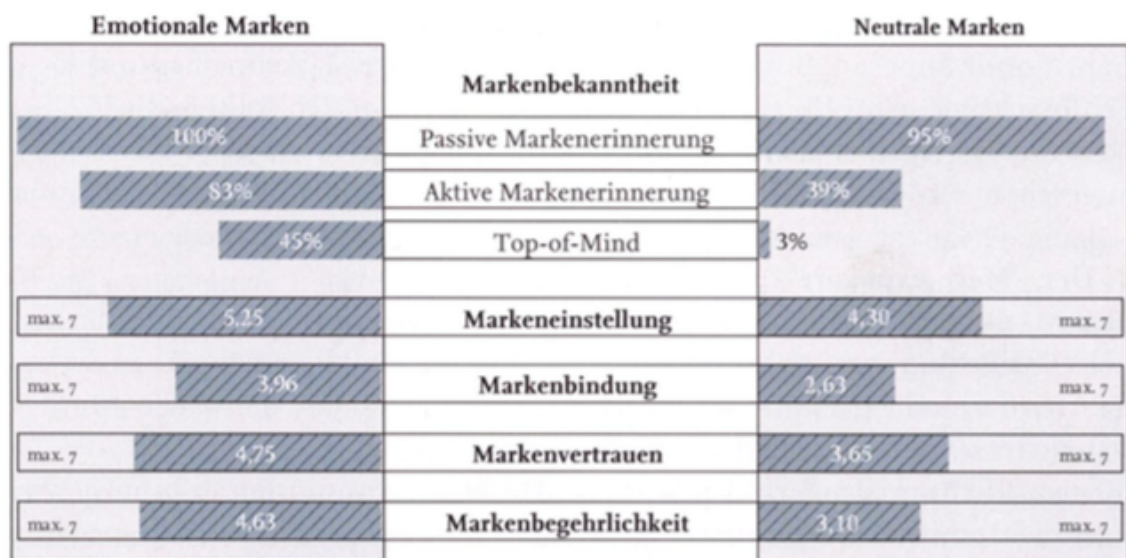 Emotionale Marken Neutrale Marken
Markenbekanntheit
100% Passive Markenerinnerung 95%
83% Aktive Markenerinnerung 39%
45% Top-of-Mind 3%
max. 7 5,25 Markeneinstellung 4,30 max. 7
max. 7 3,96 Markenbindung 2,63 max. 7
max. 7 4,75 Markenvertrauen 3,65 max. 7
max. 7 4,63 Markenbegehrlichkeit 3,10 max. 7